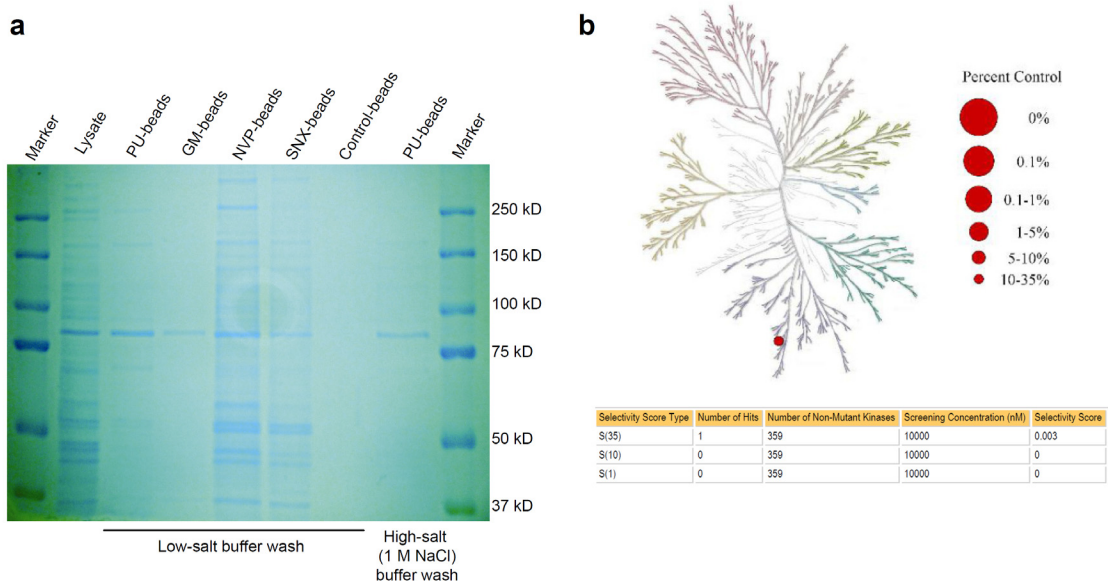 a
Marker
Lysate
PU-beads
GM-beads
NVP-beads
SNX-beads
Control-beads
PU-beads
Marker
250 kD
150 kD
100 kD
75 kD
50 kD
37 kD
Low-salt buffer wash
High-salt
(1 M NaCl)
buffer wash
b
Percent Control
0%
0.1%
0.1-1%
1-5%
5-10%
10-35%
Selectivity Score Type Number of Hits Number of Non-Mutant Kinases Screening Concentration (nM) Selectivity Score
S(35) 1 359 10000 0.003
S(10) 0 359 10000 0
S(1) 0 359 10000 0